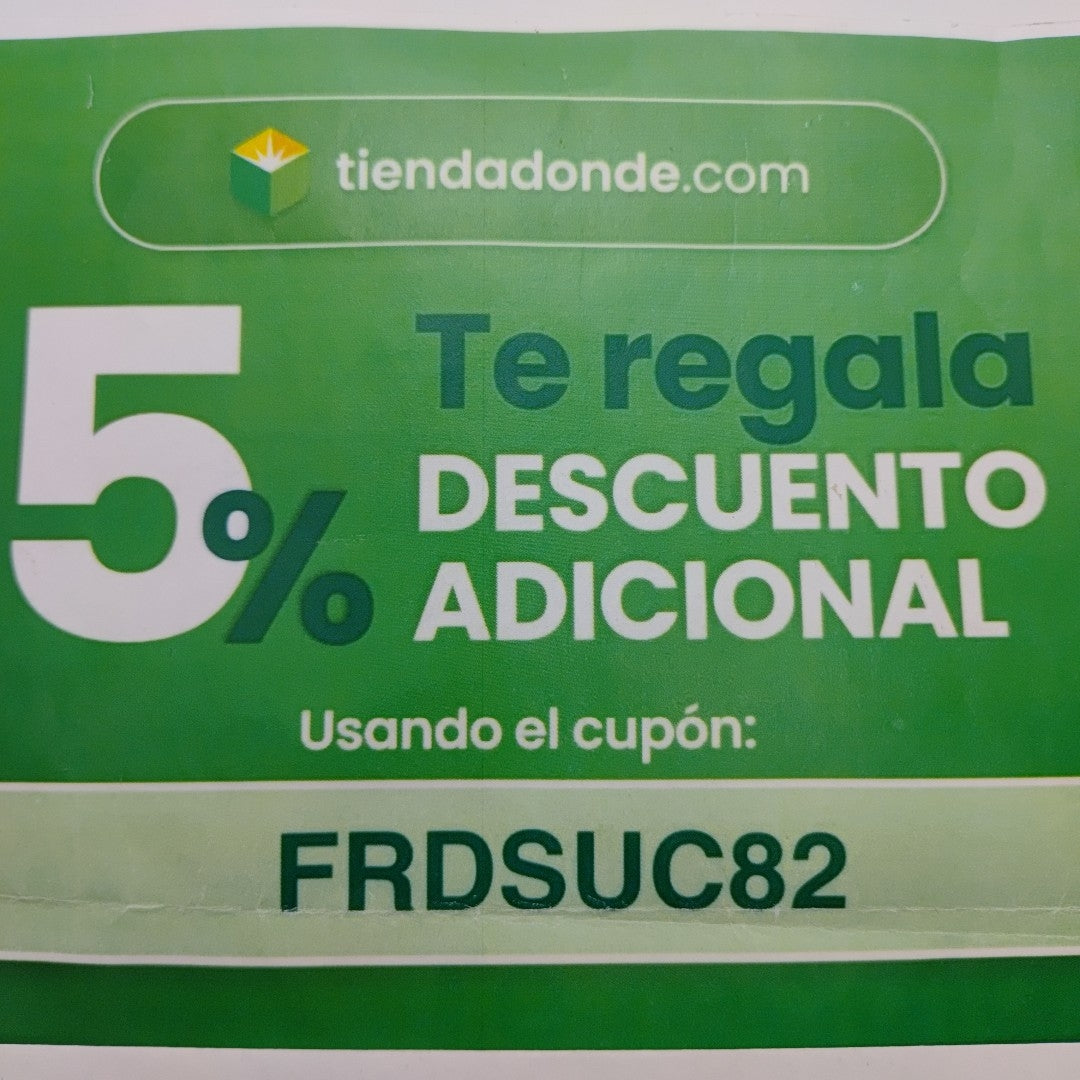 tiendadonde.com
5%
Te regala
DESCUENTO
ADICIONAL
Usando el cupón:
FRDSUC82